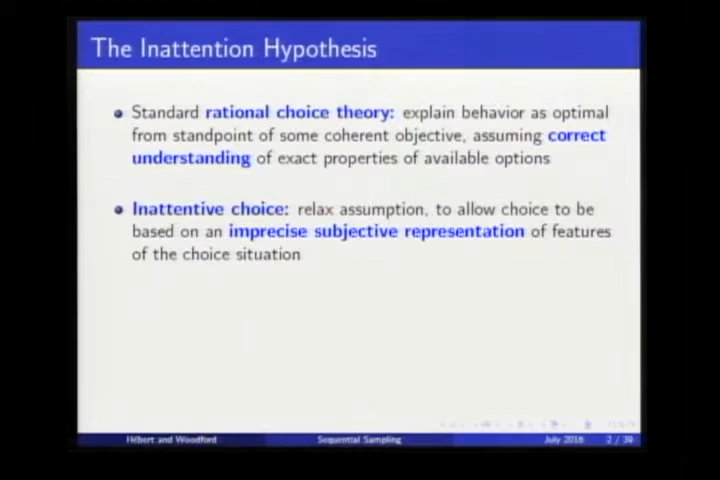 The Inattention Hypothesis
Standard rational choice theory: explain behavior as optimal
from standpoint of some coherent objective, assuming correct
understanding of exact properties of available options
Inattentive choice: relax assumption, to allow choice to be
based on an imprecise subjective representation of features
of the choice situation
Hébert and Woodford
Sequential Sampling
July 2016
2 / 39